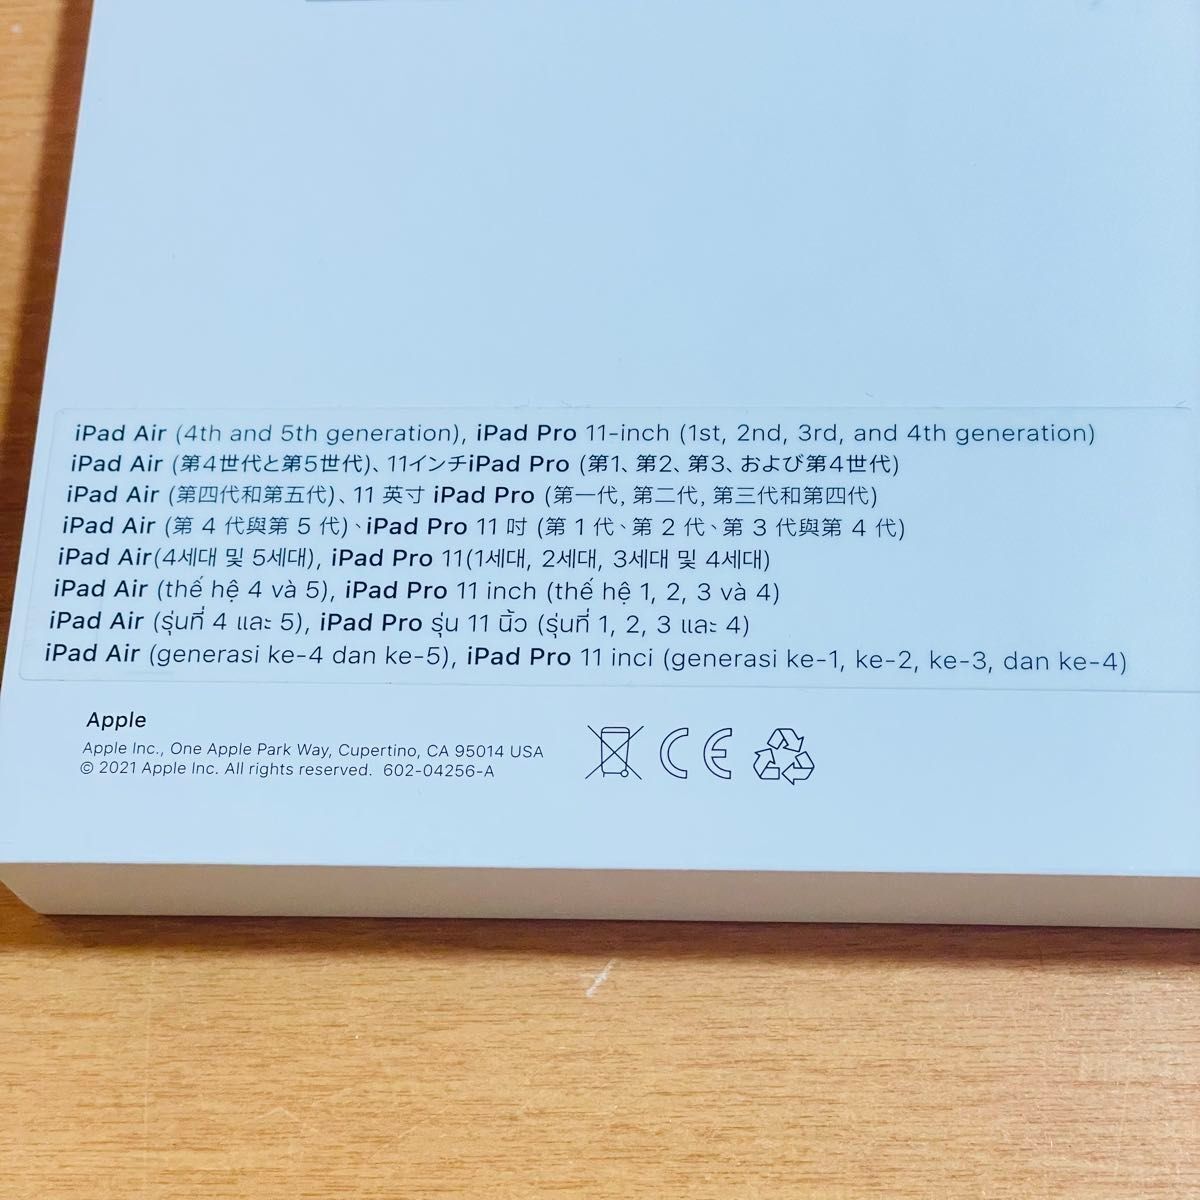 iPad Air (4th and 5th generation), iPad Pro 11-inch (1st, 2nd, 3rd, and 4th generation)
iPad Air (第4世代と第5世代)、11インチiPad Pro (第1、第2、第3、および第4世代)
iPad Air (第四代和第五代)、11 英寸 iPad Pro (第一代, 第二代, 第三代和第四代)
iPad Air (第 4 代與第 5 代)、iPad Pro 11 吋 (第 1 代、第 2 代、第 3 代與第 4 代)
iPad Air(4세대 및 5세대), iPad Pro 11(1세대, 2세대, 3세대 및 4세대)
iPad Air (thế hệ 4 và 5), iPad Pro 11 inch (thế hệ 1, 2, 3 và 4)
iPad Air (รุ่นที่ 4 และ 5), iPad Pro รุ่น 11 นิ้ว (รุ่นที่ 1, 2, 3 และ 4)
iPad Air (generasi ke-4 dan ke-5), iPad Pro 11 inci (generasi ke-1, ke-2, ke-3, dan ke-4)
Apple
Apple Inc., One Apple Park Way, Cupertino, CA 95014 USA
© 2021 Apple Inc. All rights reserved. 602-04256-A
CE